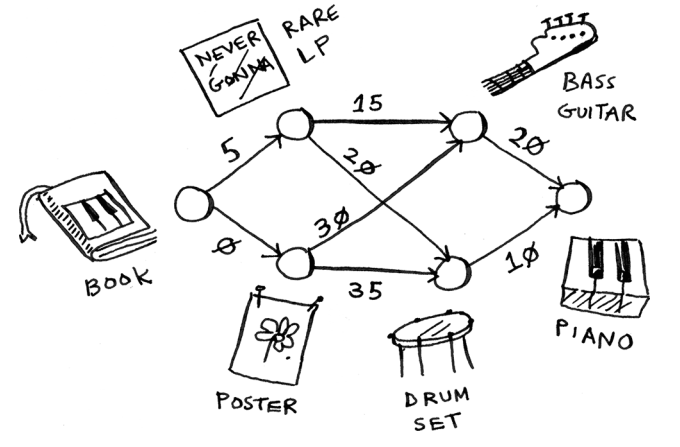 NEVER
GONNA
RARE
LP
BASS
GUITAR
15
5
20
20
30
0
BOOK
35
10
PIANO
POSTER
DRUM
SET